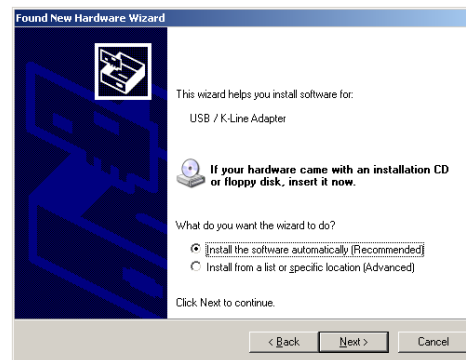 Found New Hardware Wizard
This wizard helps you install software for:
USB / K-Line Adapter
If your hardware came with an installation CD
or floppy disk, insert it now.
What do you want the wizard to do?
Install the software automatically (Recommended)
Install from a list or specific location (Advanced)
Click Next to continue.
< Back Next > Cancel